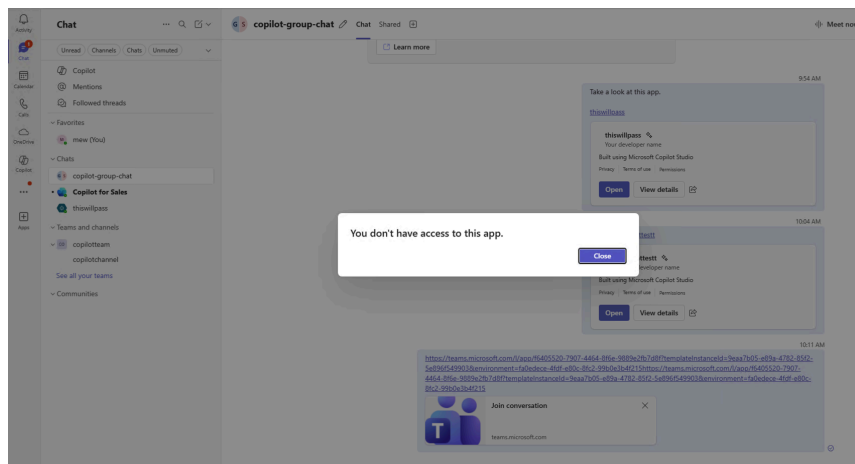 Activity
Chat
Calendar
Calls
OneDrive
Copilot
Apps
Chat
Unread Channels Chats Unmuted
Copilot
Mentions
Followed threads
Favorites
mew (You)
Chats
copilot-group-chat
Copilot for Sales
thiswillpass
Teams and channels
copilotteam
copilotchannel
See all your teams
Communities
G S copilot-group-chat Chat Shared
Meet now
Learn more
9:54 AM
Take a look at this app.
thiswillpass
thiswillpass
Your developer name
Built using Microsoft Copilot Studio
Privacy Terms of use Permissions
Open View details
You don't have access to this app.
Close
10:04 AM
ttestt
ttestt
developer name
Built using Microsoft Copilot Studio
Privacy Terms of use Permissions
Open View details
10:11 AM
Join conversation
teams.microsoft.com